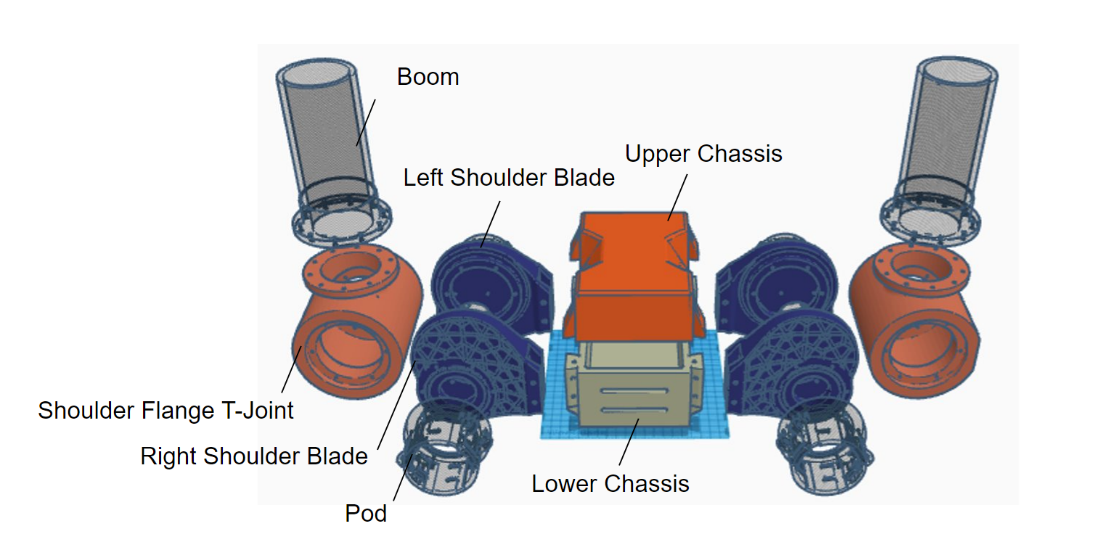 Boom
Upper Chassis
Left Shoulder Blade
Shoulder Flange T-Joint
Right Shoulder Blade
Lower Chassis
Pod